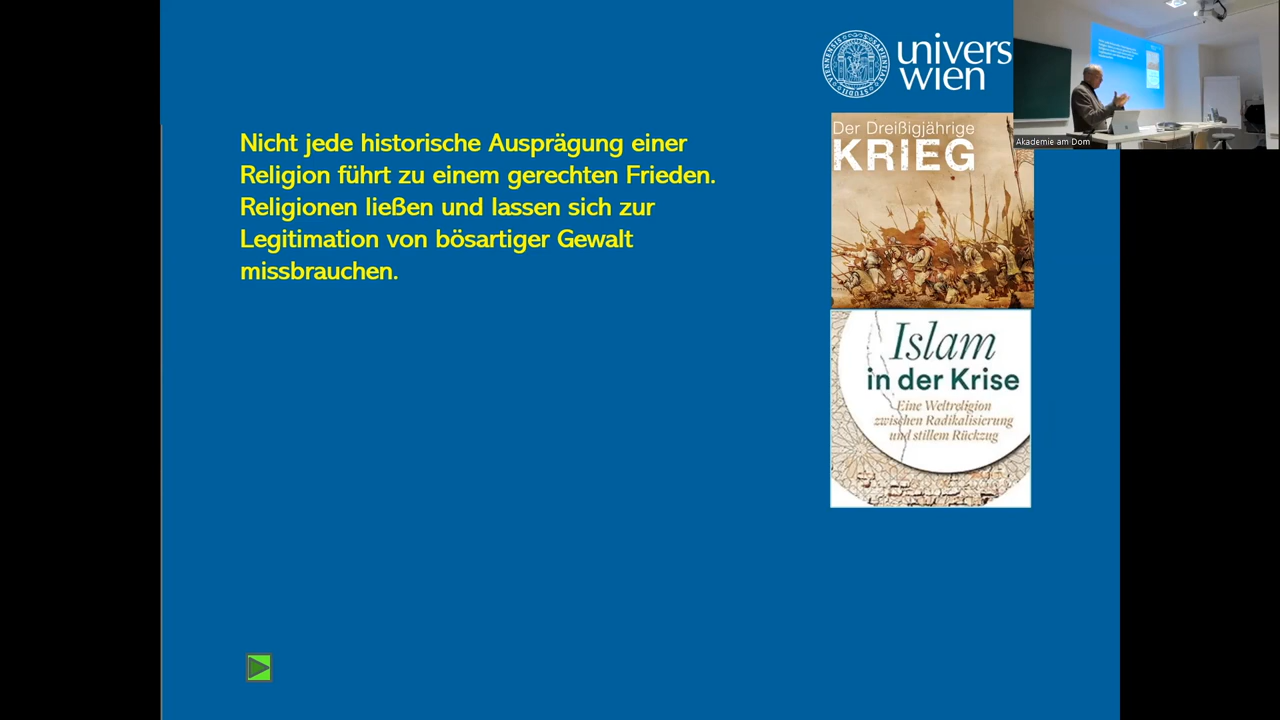 univers
wien
Nicht jede historische Ausprägung einer
Religion führt zu einem gerechten Frieden.
Religionen ließen und lassen sich zur
Legitimation von bösartiger Gewalt
missbrauchen.
Der Dreißigjährige
KRIEG
Islam
in der Krise
Eine Weltreligion
zwischen Radikalisierung
und stillem Rückzug
Akademie am Dom